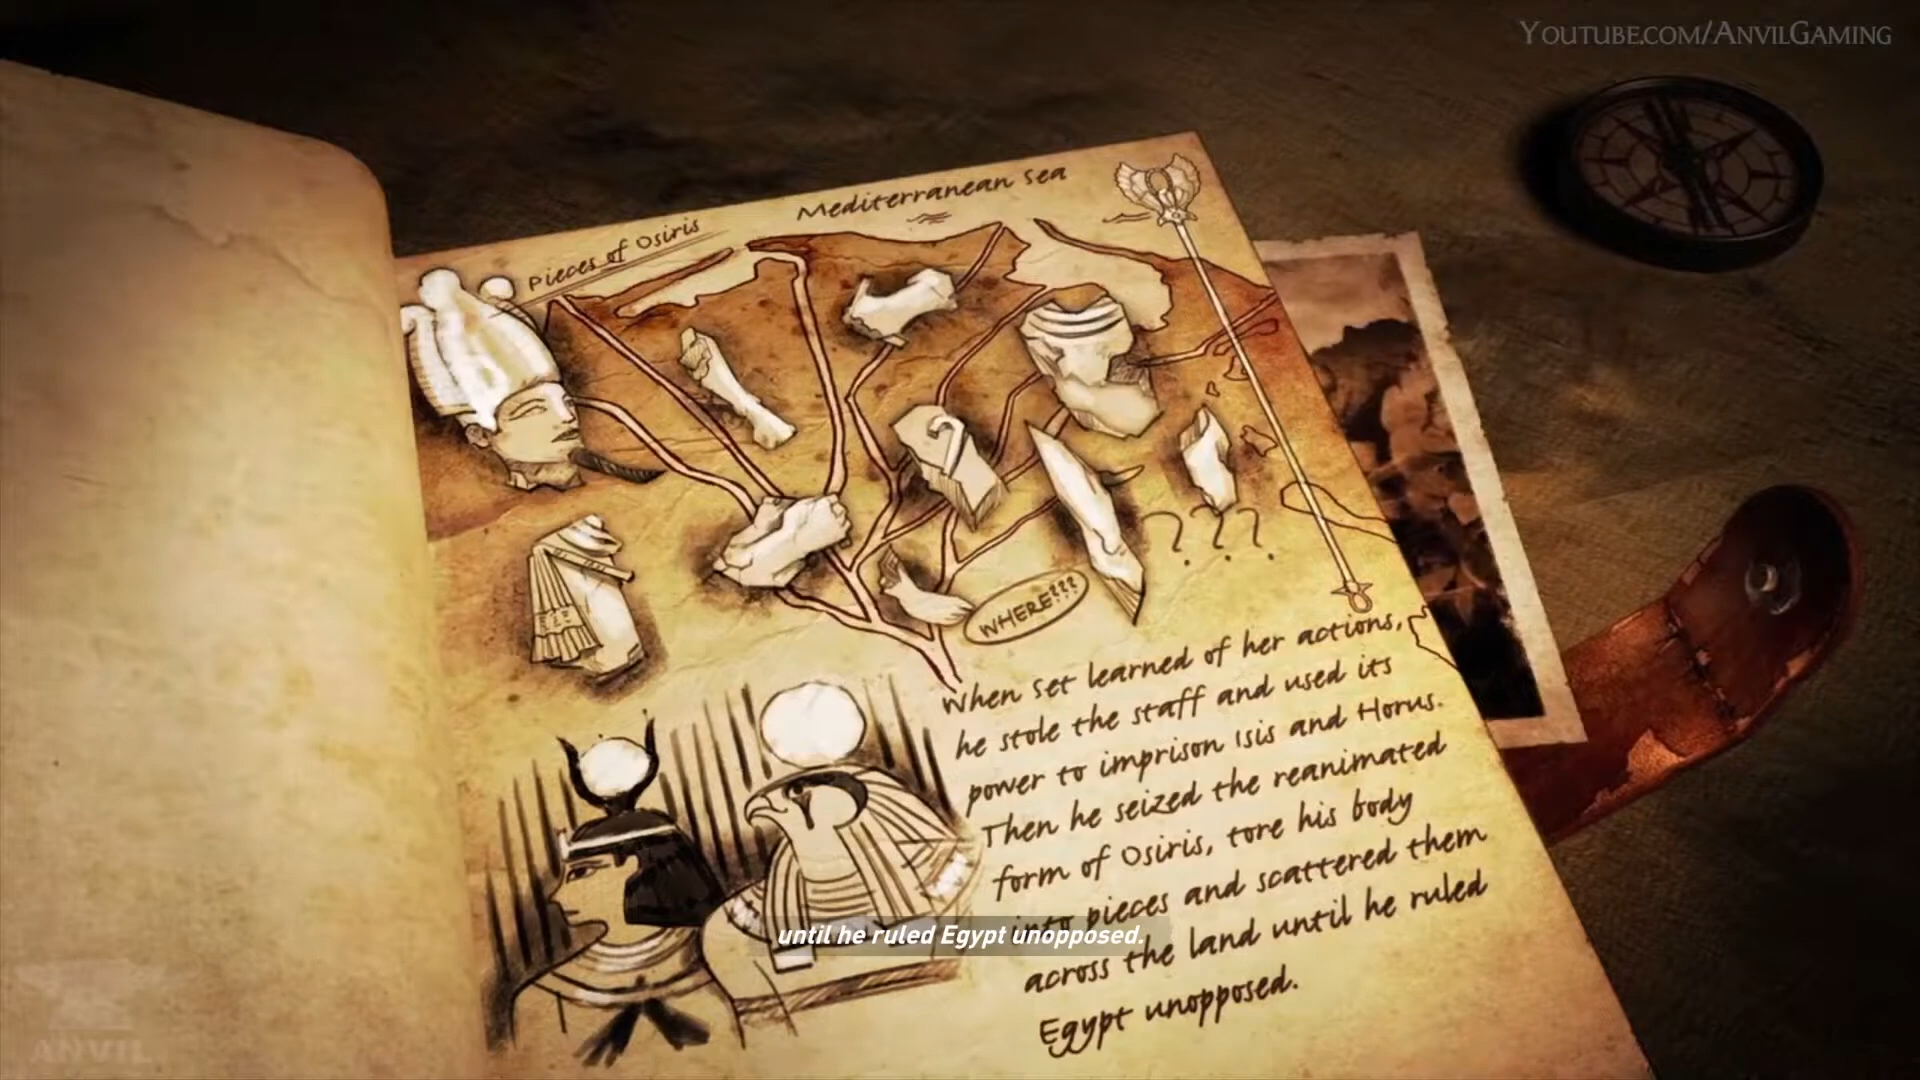 YOUTUBE.COM/ANVILGAMING
Mediterranean Sea
Pieces of Osiris
???
WHERE???
When Set learned of her actions,
he stole the staff and used its
power to imprison Isis and Horus.
Then he seized the reanimated
form of Osiris, tore his body
into pieces and scattered them
across the land until he ruled
Egypt unopposed.
until he ruled Egypt unopposed.
ANVIL